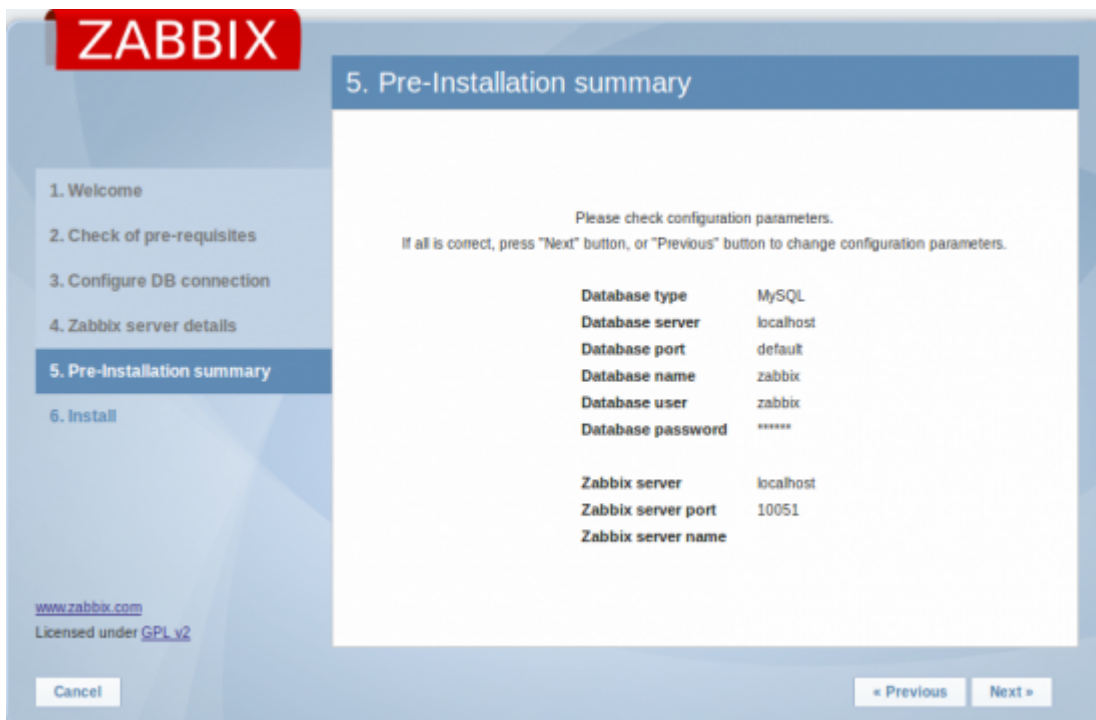 ZABBIX
5. Pre-Installation summary
1. Welcome
2. Check of pre-requisites
3. Configure DB connection
4. Zabbix server details
5. Pre-Installation summary
6. Install
Please check configuration parameters.
If all is correct, press "Next" button, or "Previous" button to change configuration parameters.
Database type MySQL
Database server localhost
Database port default
Database name zabbix
Database user zabbix
Database password ******
Zabbix server localhost
Zabbix server port 10051
Zabbix server name
www.zabbix.com
Licensed under GPL v2
Cancel
« Previous
Next »